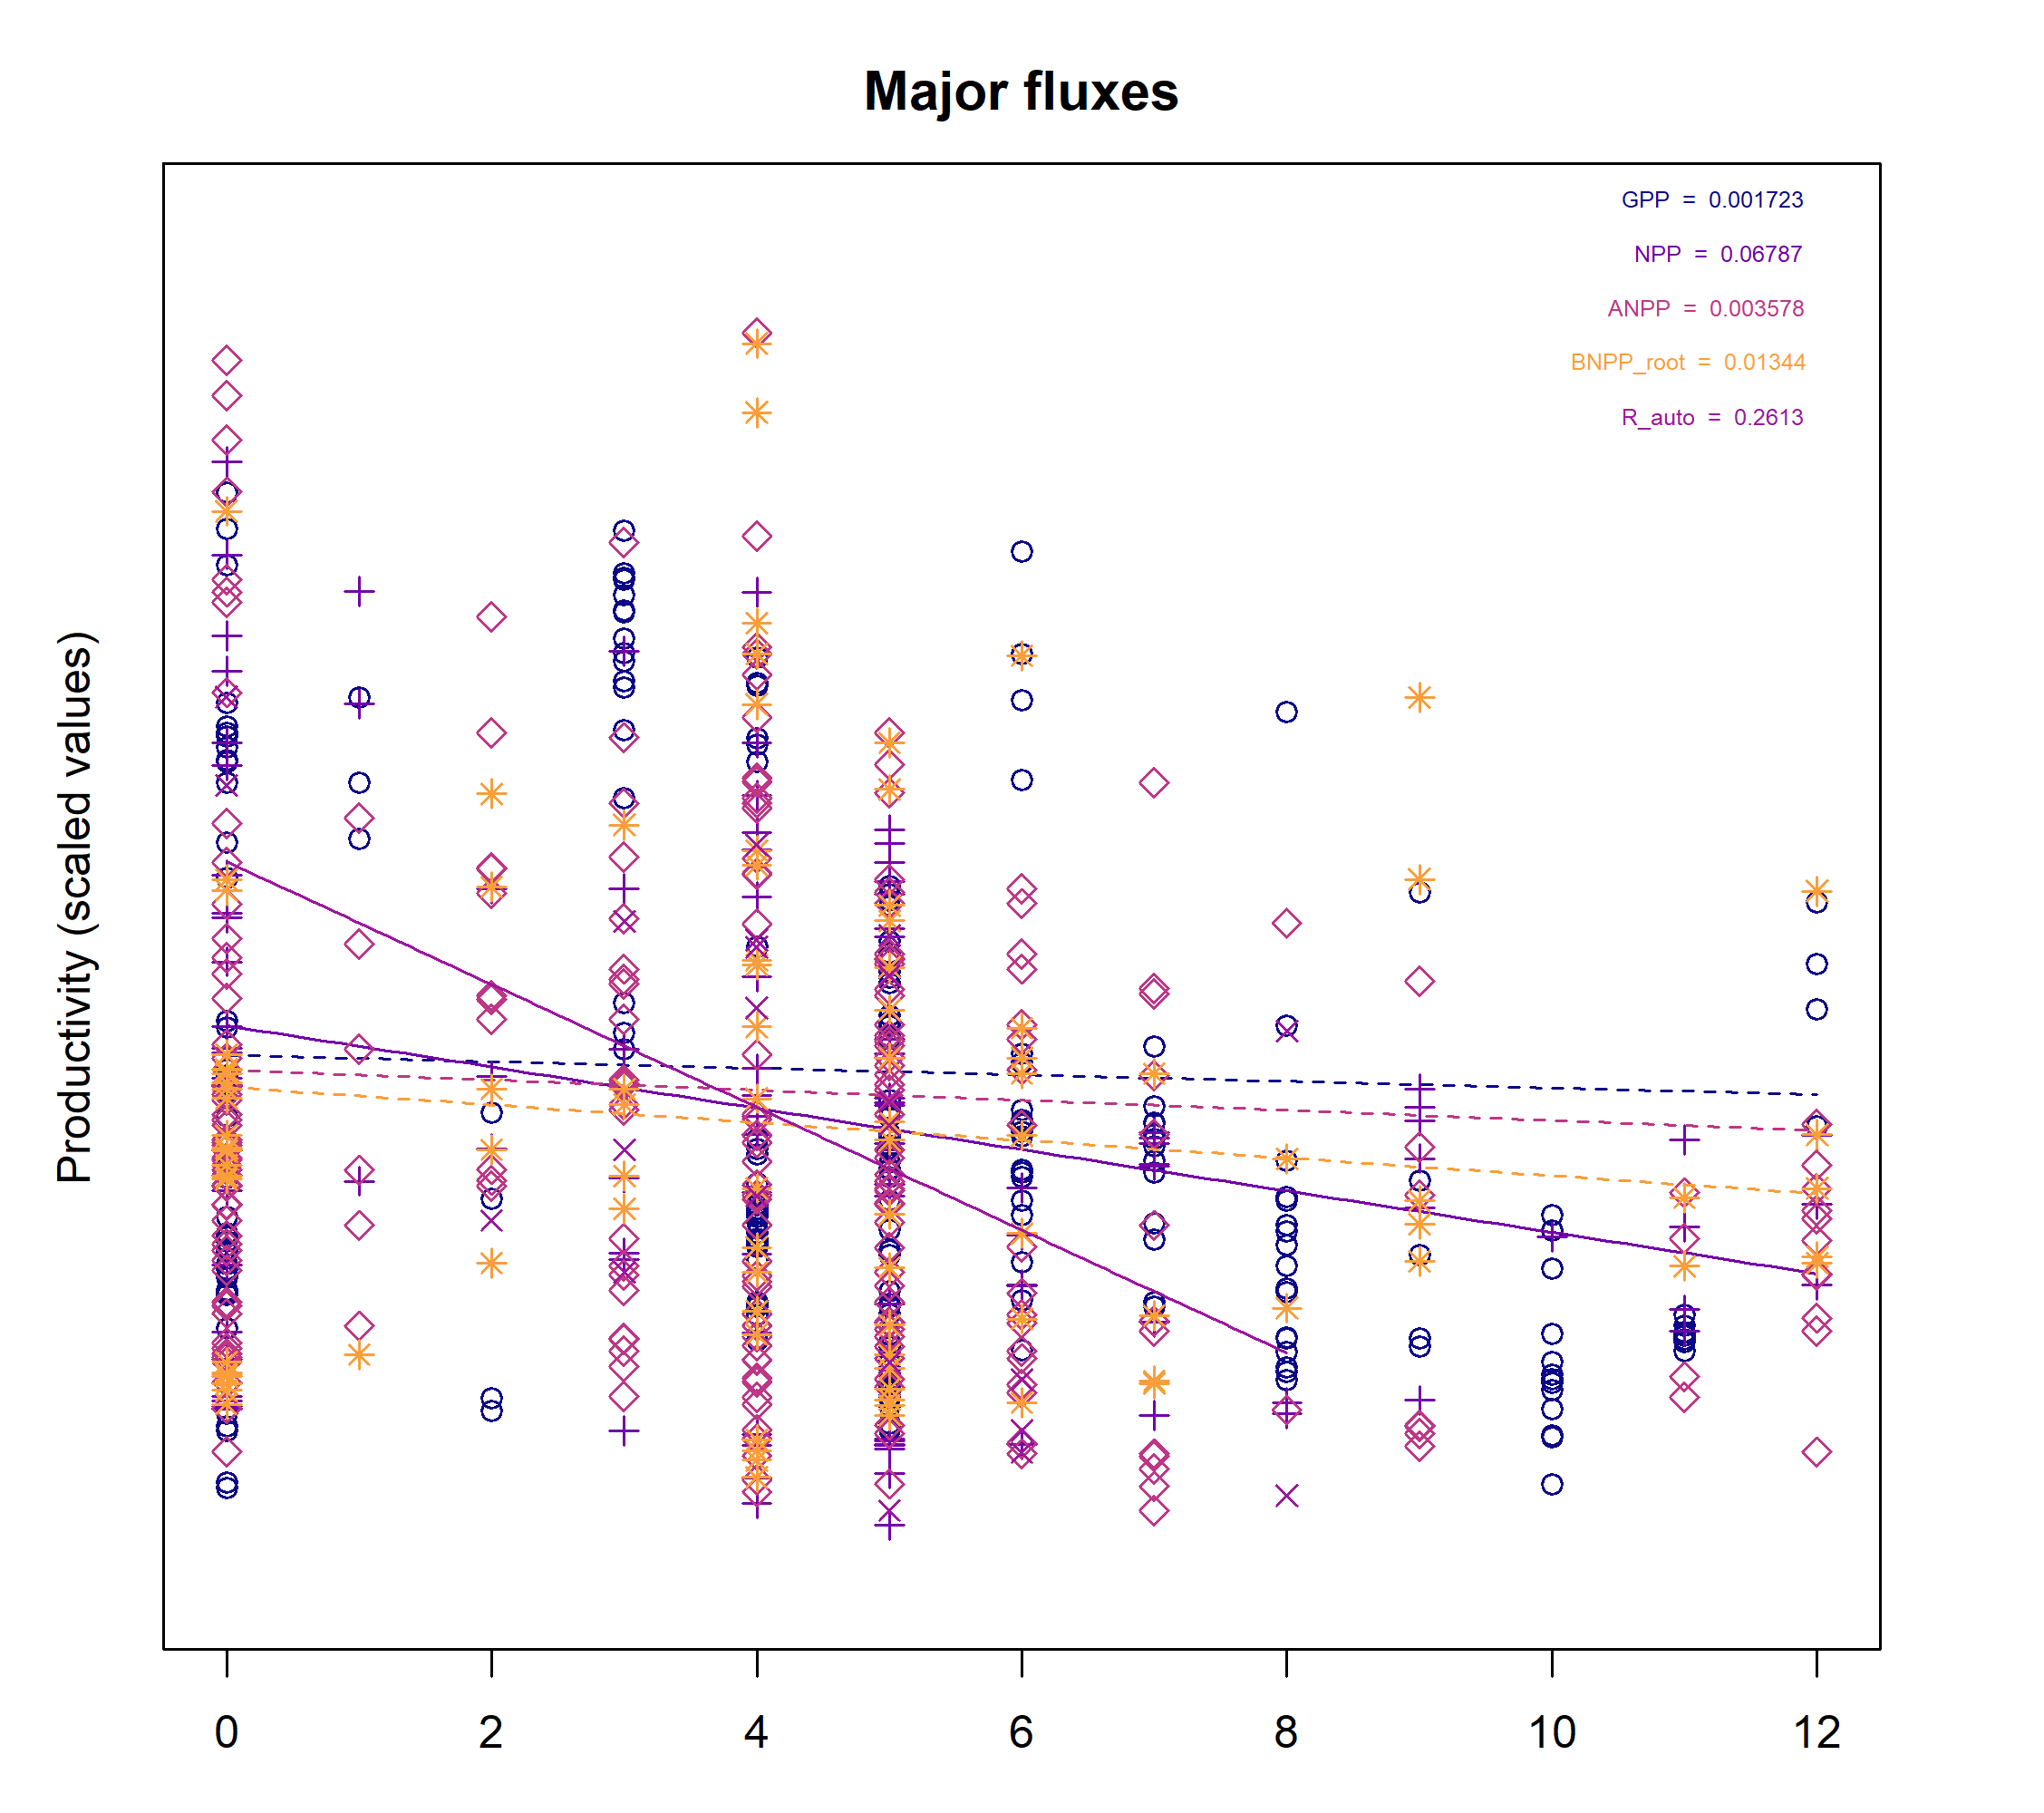 Major fluxes
GPP = 0.001723
NPP = 0.06787
ANPP = 0.003578
BNPP_root = 0.01344
R_auto = 0.2613
Productivity (scaled values)
0 2 4 6 8 10 12